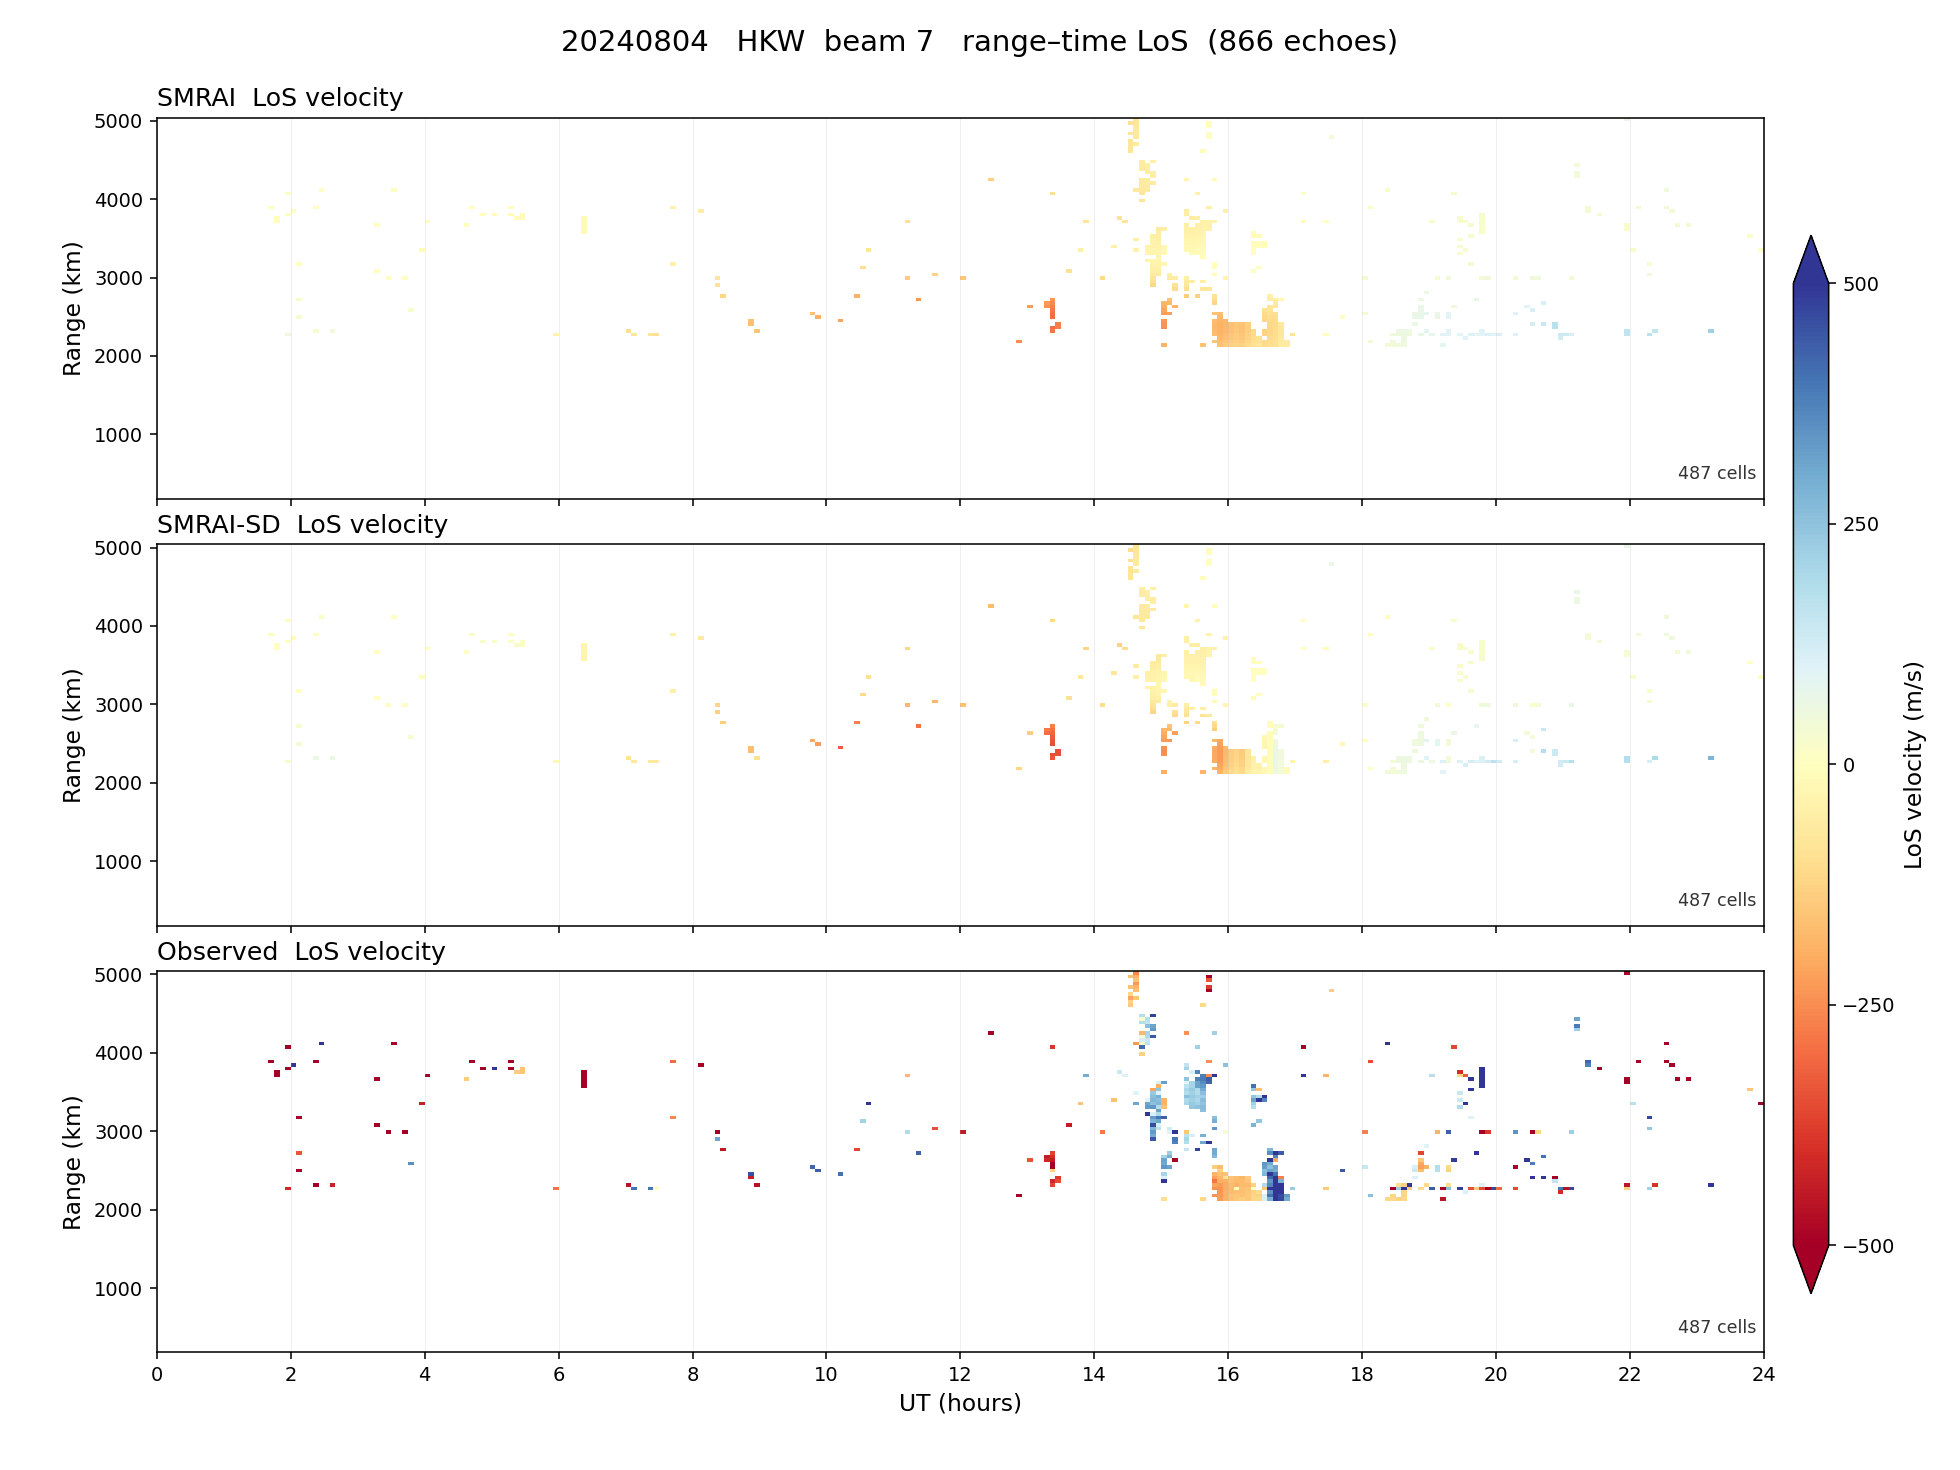 20240804   HKW  beam 7   range–time LoS  (866 echoes)
SMRAI  LoS velocity
5000
4000
3000
2000
1000
Range (km)
487 cells
SMRAI-SD  LoS velocity
5000
4000
3000
2000
1000
Range (km)
487 cells
Observed  LoS velocity
5000
4000
3000
2000
1000
Range (km)
487 cells
0 2 4 6 8 10 12 14 16 18 20 22 24
UT (hours)
500
250
0
−250
−500
LoS velocity (m/s)